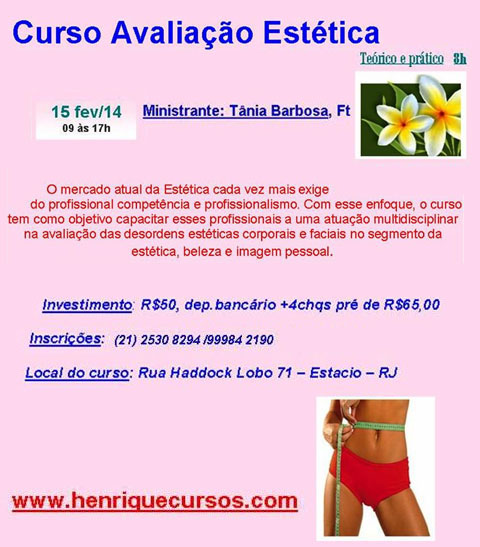 Curso Avaliação Estética
Teórico e prático 8h
15 fev/14
09 às 17h
Ministrante: Tânia Barbosa, Ft
O mercado atual da Estética cada vez mais exige
do profissional competência e profissionalismo. Com esse enfoque, o curso
tem como objetivo capacitar esses profissionais a uma atuação multidisciplinar
na avaliação das desordens estéticas corporais e faciais no segmento da
estética, beleza e imagem pessoal.
Investimento: R$50, dep.bancário +4chqs pré de R$65,00
Inscrições: (21) 2530 8294 /99984 2190
Local do curso: Rua Haddock Lobo 71 – Estacio – RJ
www.henriquecursos.com